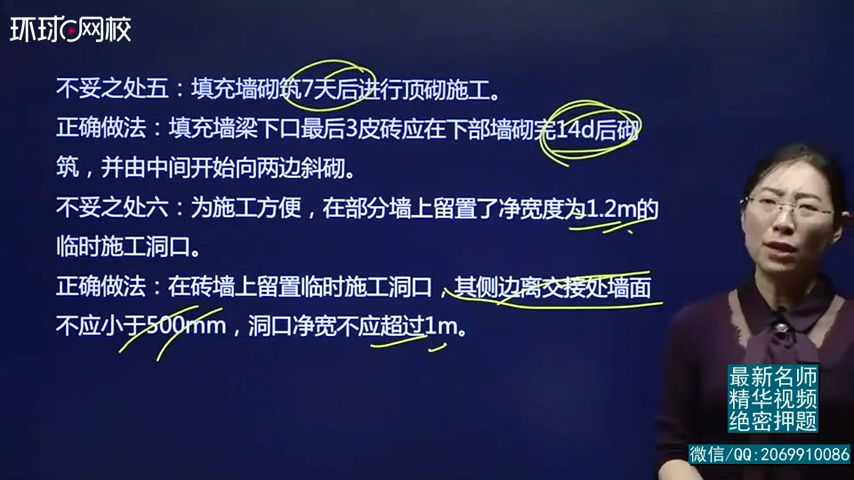 环球网校
不妥之处五：填充墙砌筑7天后进行顶砌施工。
正确做法：填充墙梁下口最后3皮砖应在下部墙砌完14d后砌
筑，并由中间开始向两边斜砌。
不妥之处六：为施工方便，在部分墙上留置了净宽度为1.2m的
临时施工洞口。
正确做法：在砖墙上留置临时施工洞口，其侧边离交接处墙面
不应小于500mm，洞口净宽不应超过1m。
最新名师
精华视频
绝密押题
微信/QQ:2069910086